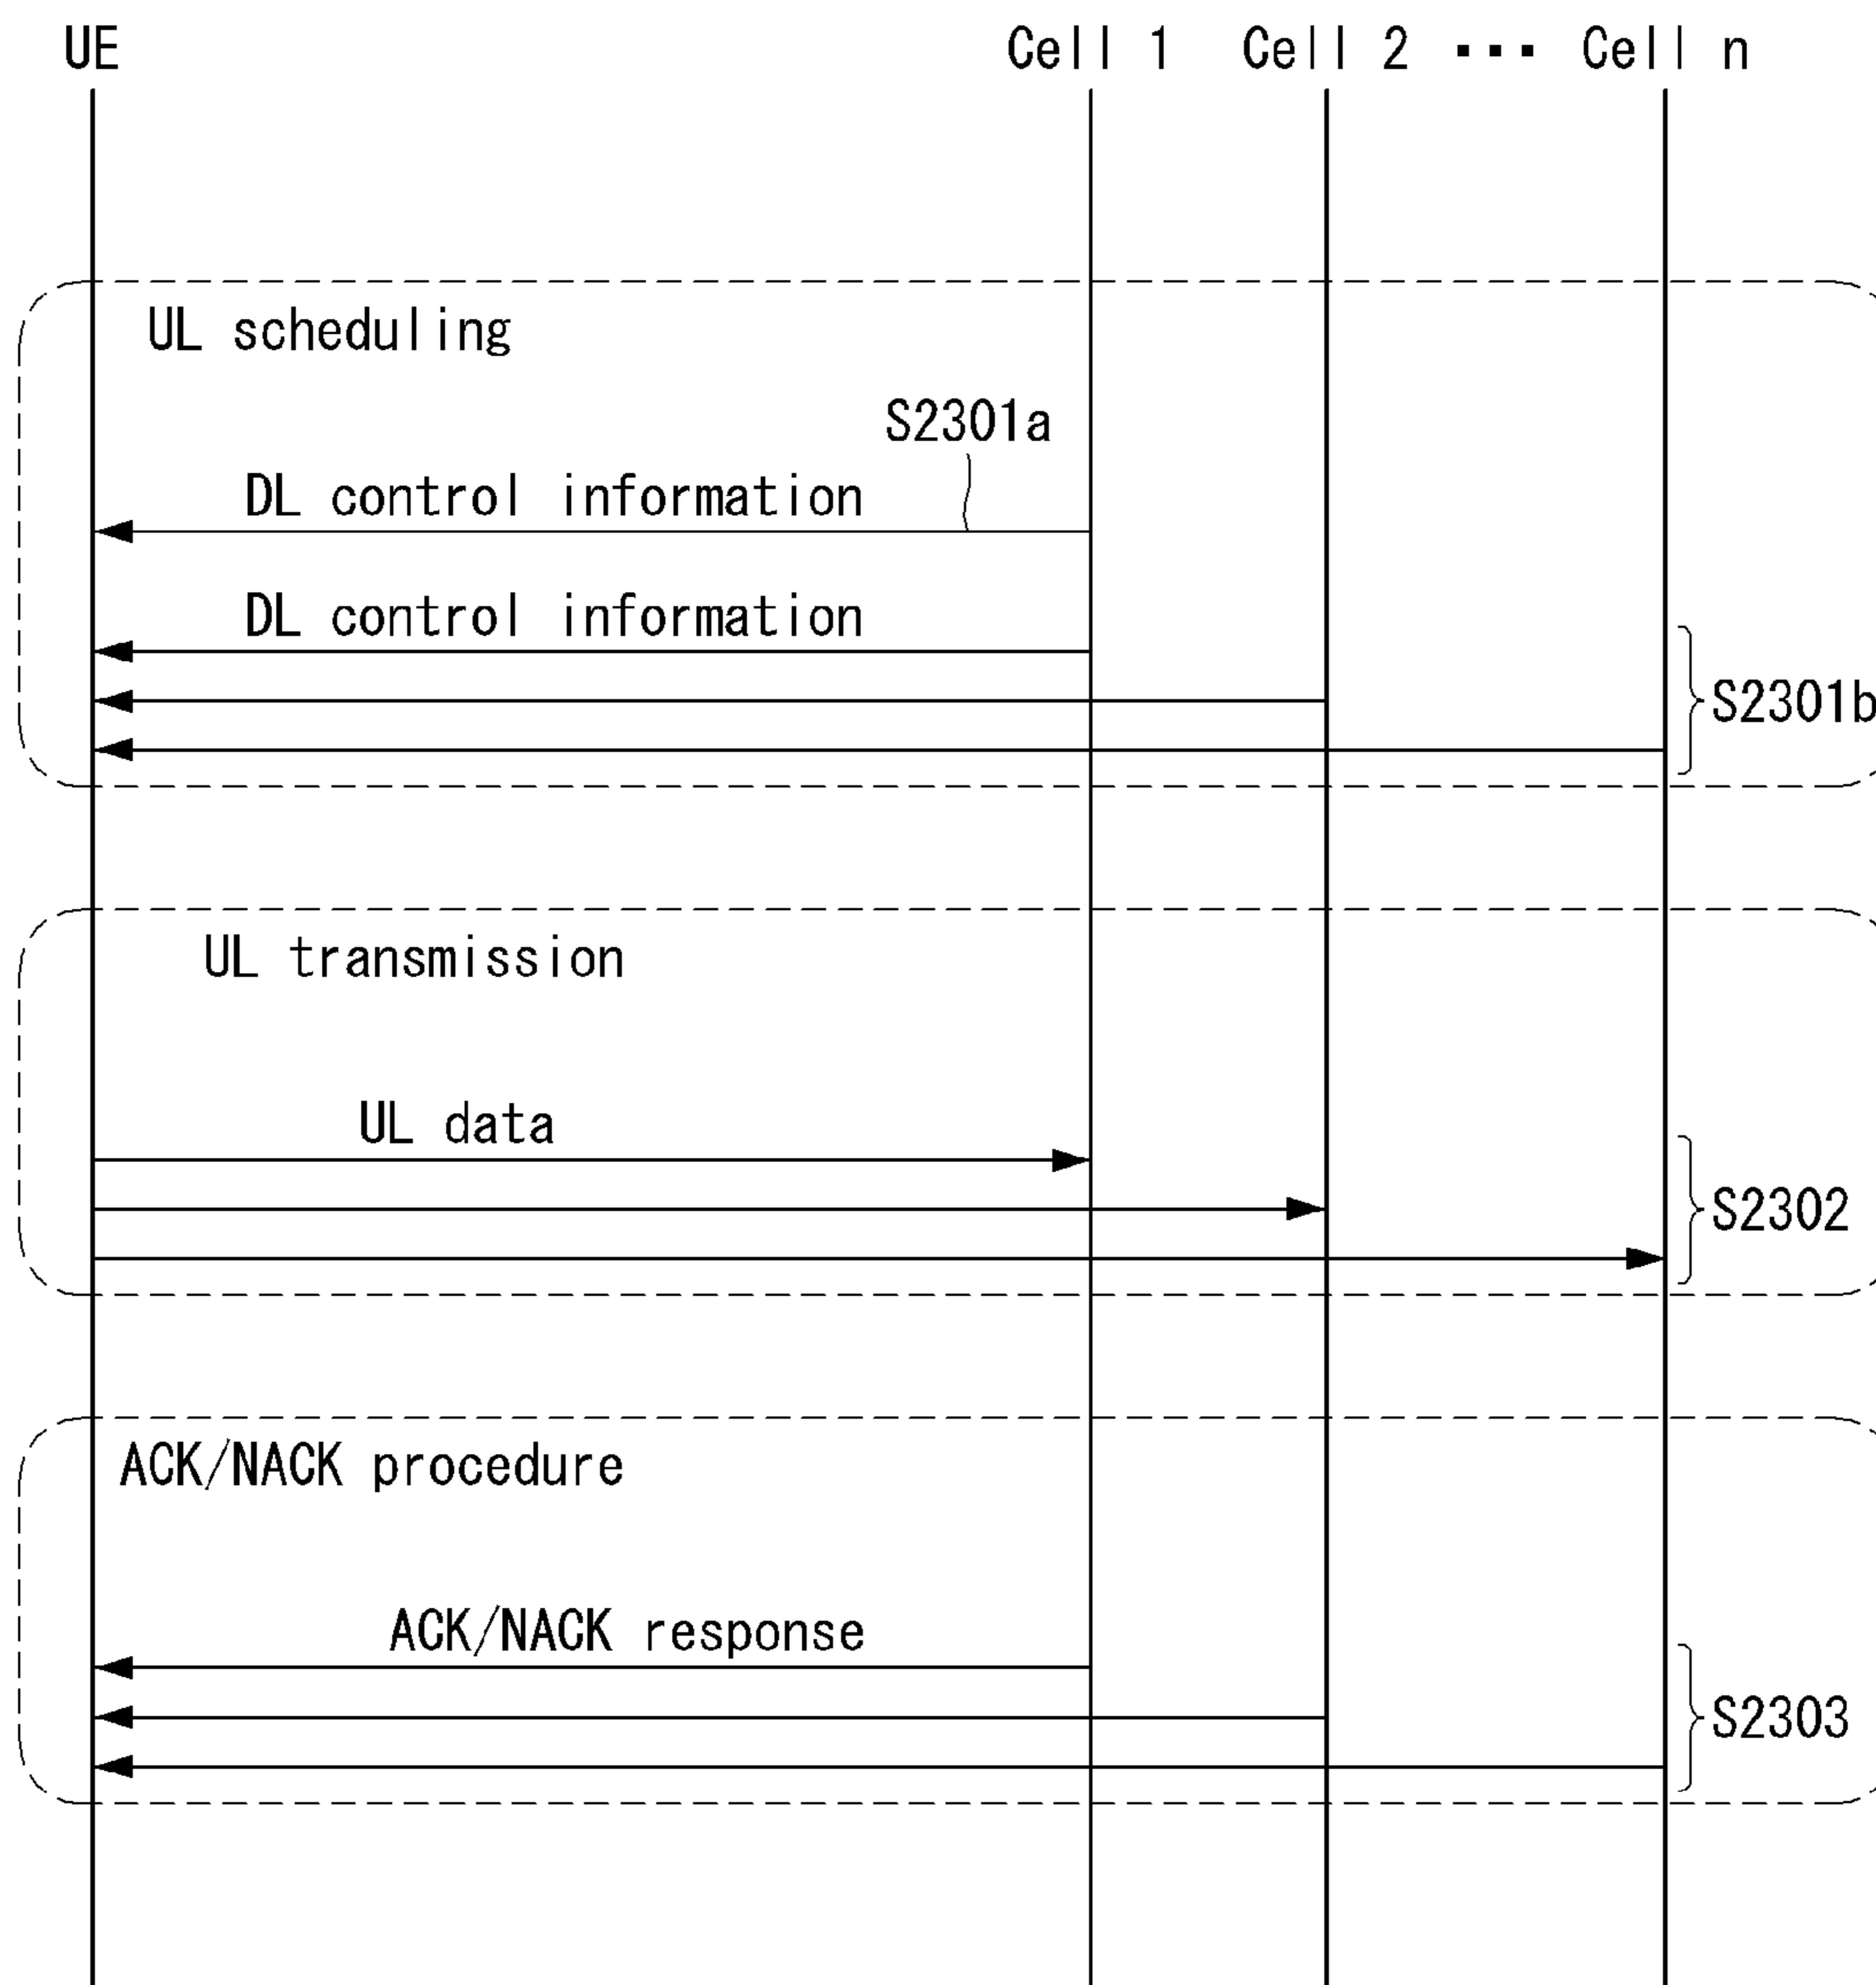 UE Cell 1 Cell 2 ··· Cell n
UL scheduling
S2301a
DL control information
DL control information
S2301b
UL transmission
UL data
S2302
ACK/NACK procedure
ACK/NACK response
S2303